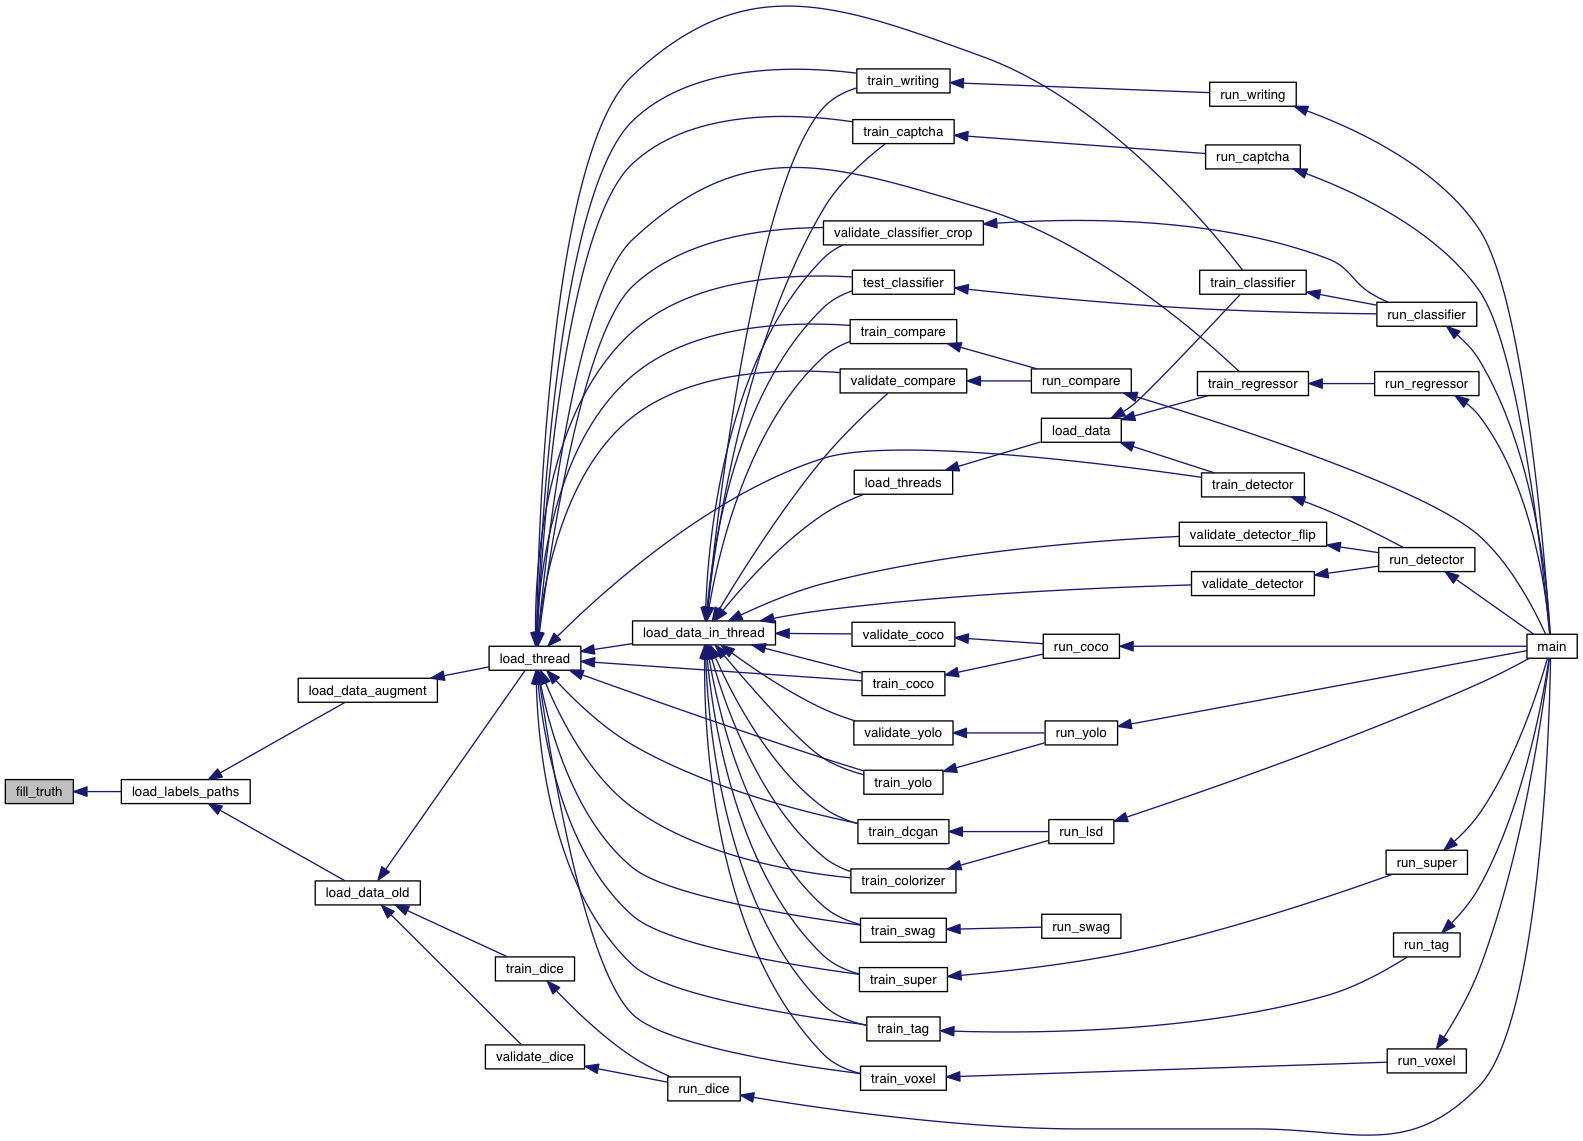 train_writing
run_writing
train_captcha
run_captcha
validate_classifier_crop
test_classifier
train_classifier
run_classifier
train_compare
validate_compare
run_compare
train_regressor
run_regressor
load_data
load_threads
train_detector
validate_detector_flip
run_detector
validate_detector
load_data_in_thread
validate_coco
run_coco
main
load_thread
train_coco
load_data_augment
validate_yolo
run_yolo
train_yolo
fill_truth
load_labels_paths
train_dcgan
run_lsd
run_super
train_colorizer
load_data_old
train_swag
run_swag
run_tag
train_dice
train_super
train_tag
validate_dice
run_voxel
train_voxel
run_dice